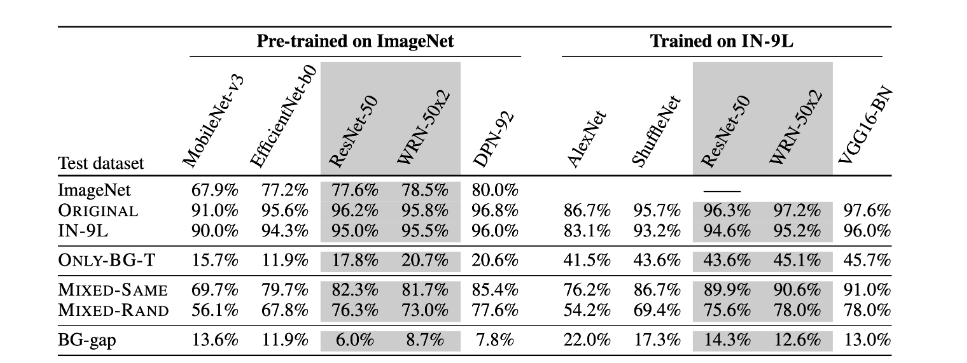 Pre-trained on ImageNet Trained on IN-9L
Test dataset MobileNet-v3 EfficientNet-b0 ResNet-50 WRN-50x2 DPN-92 AlexNet ShuffleNet ResNet-50 WRN-50x2 VGG16-BN
ImageNet 67.9% 77.2% 77.6% 78.5% 80.0% —
ORIGINAL 91.0% 95.6% 96.2% 95.8% 96.8% 86.7% 95.7% 96.3% 97.2% 97.6%
IN-9L 90.0% 94.3% 95.0% 95.5% 96.0% 83.1% 93.2% 94.6% 95.2% 96.0%
ONLY-BG-T 15.7% 11.9% 17.8% 20.7% 20.6% 41.5% 43.6% 43.6% 45.1% 45.7%
MIXED-SAME 69.7% 79.7% 82.3% 81.7% 85.4% 76.2% 86.7% 89.9% 90.6% 91.0%
MIXED-RAND 56.1% 67.8% 76.3% 73.0% 77.6% 54.2% 69.4% 75.6% 78.0% 78.0%
BG-gap 13.6% 11.9% 6.0% 8.7% 7.8% 22.0% 17.3% 14.3% 12.6% 13.0%